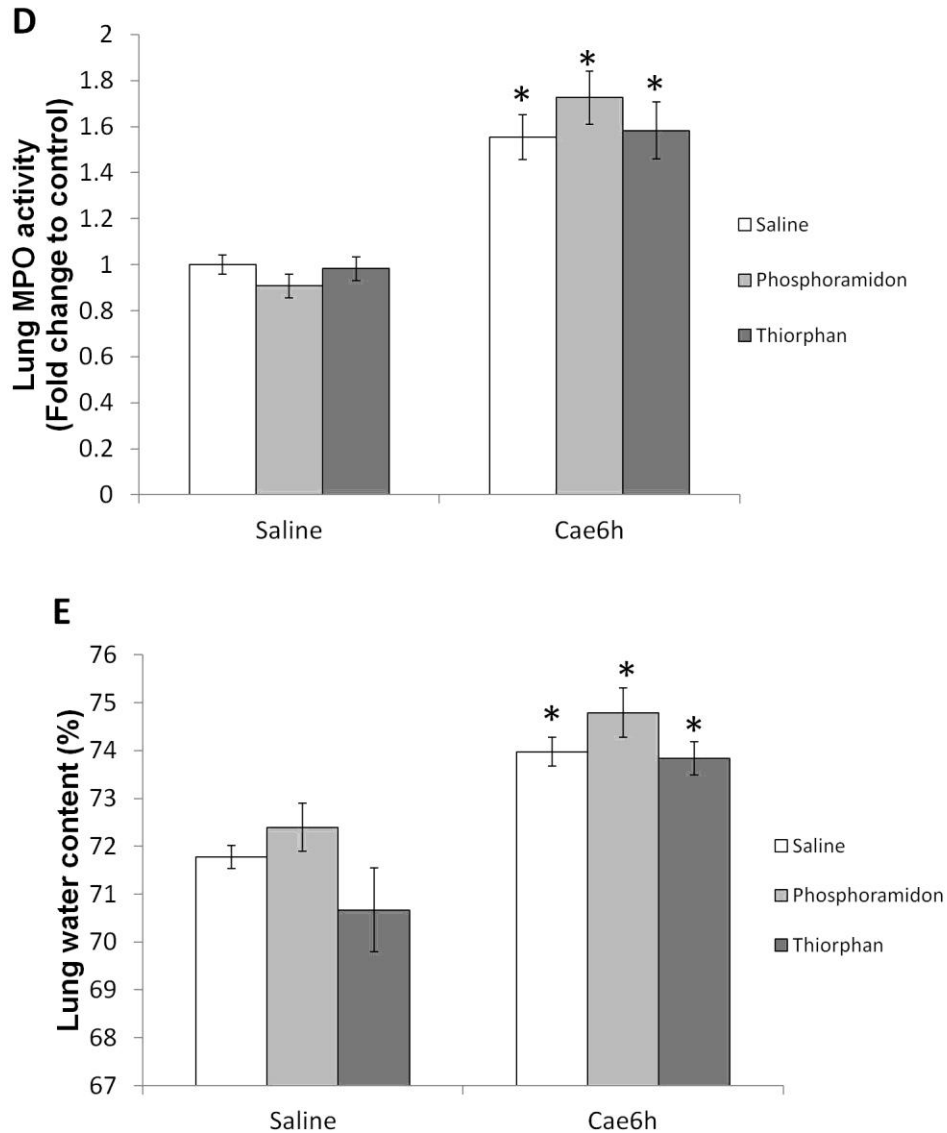 D
Lung MPO activity
(Fold change to control)
2
1.8
1.6
1.4
1.2
1
0.8
0.6
0.4
0.2
0
*
*
*
Saline
Cae6h
Saline
Phosphoramidon
Thiorphan
E
Lung water content (%)
76
75
74
73
72
71
70
69
68
67
*
*
*
Saline
Cae6h
Saline
Phosphoramidon
Thiorphan